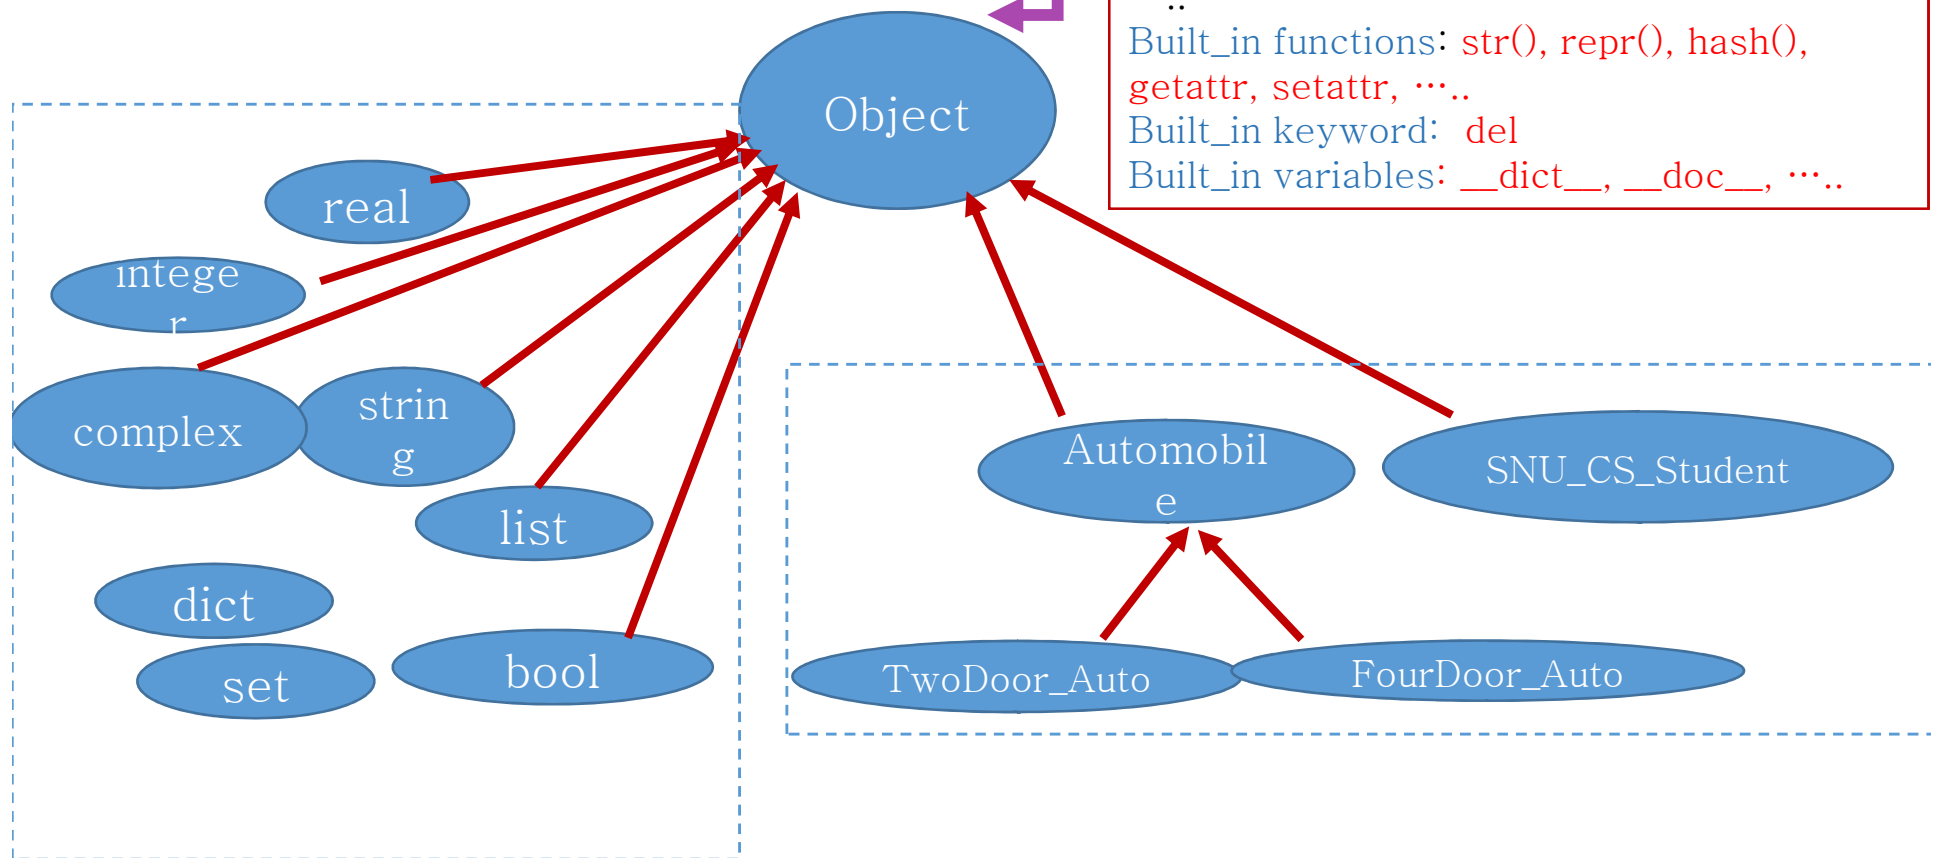 ..
Built_in functions: str(), repr(), hash(),
getattr, setattr, …..
Built_in keyword:  del
Built_in variables: __dict__, __doc__, …..
Object
real
intege
r
complex
strin
g
list
dict
set
bool
Automobil
e
SNU_CS_Student
TwoDoor_Auto
FourDoor_Auto